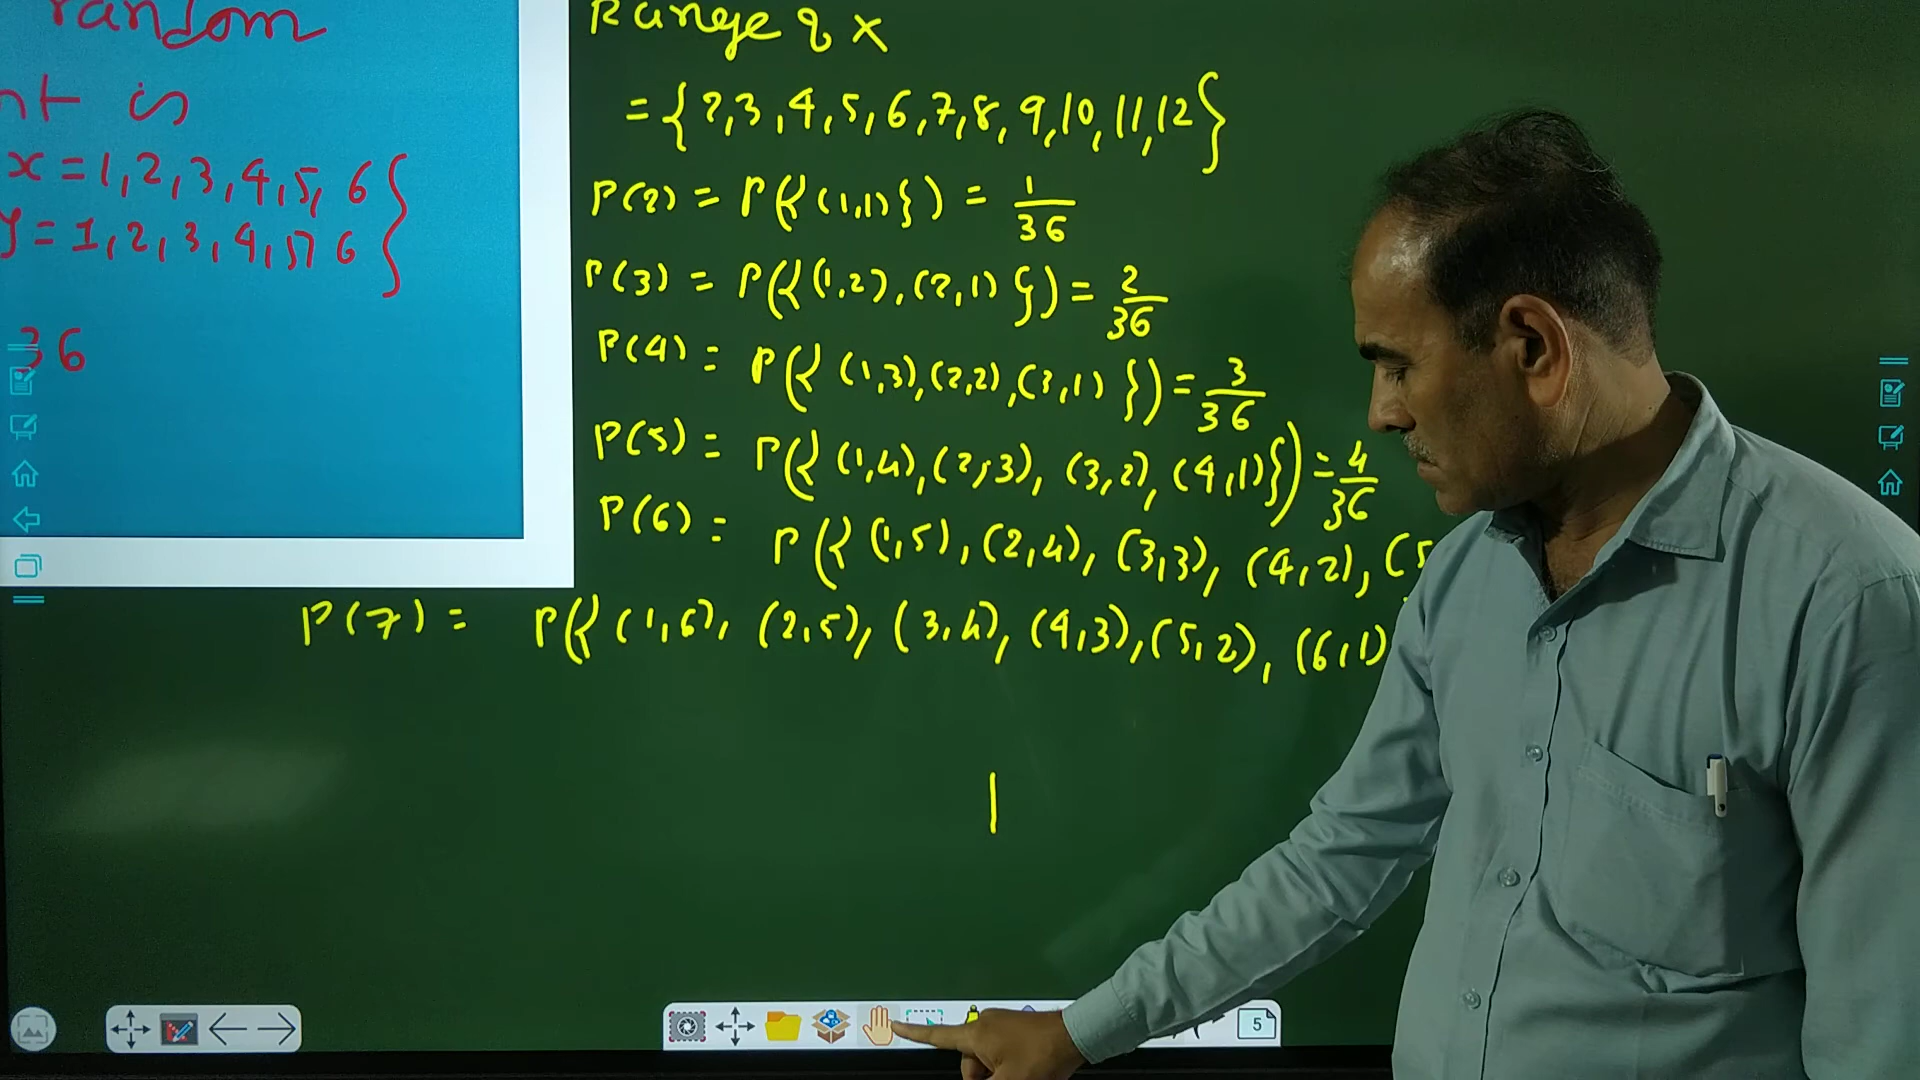 random
nt is
x = 1, 2, 3, 4, 5, 6 }
y = 1, 2, 3, 4, 5, 6 }
36
Range of X
= { 2, 3, 4, 5, 6, 7, 8, 9, 10, 11, 12 }
P(2) = P({(1,1)}) = 1/36
P(3) = P({(1,2), (2,1)}) = 2/36
P(4) = P({(1,3), (2,2), (3,1)}) = 3/36
P(5) = P({(1,4), (2,3), (3,2), (4,1)}) = 4/36
P(6) = P({(1,5), (2,4), (3,3), (4,2), (5
P(7) = P({(1,6), (2,5), (3,4), (4,3), (5,2), (6,1)
5